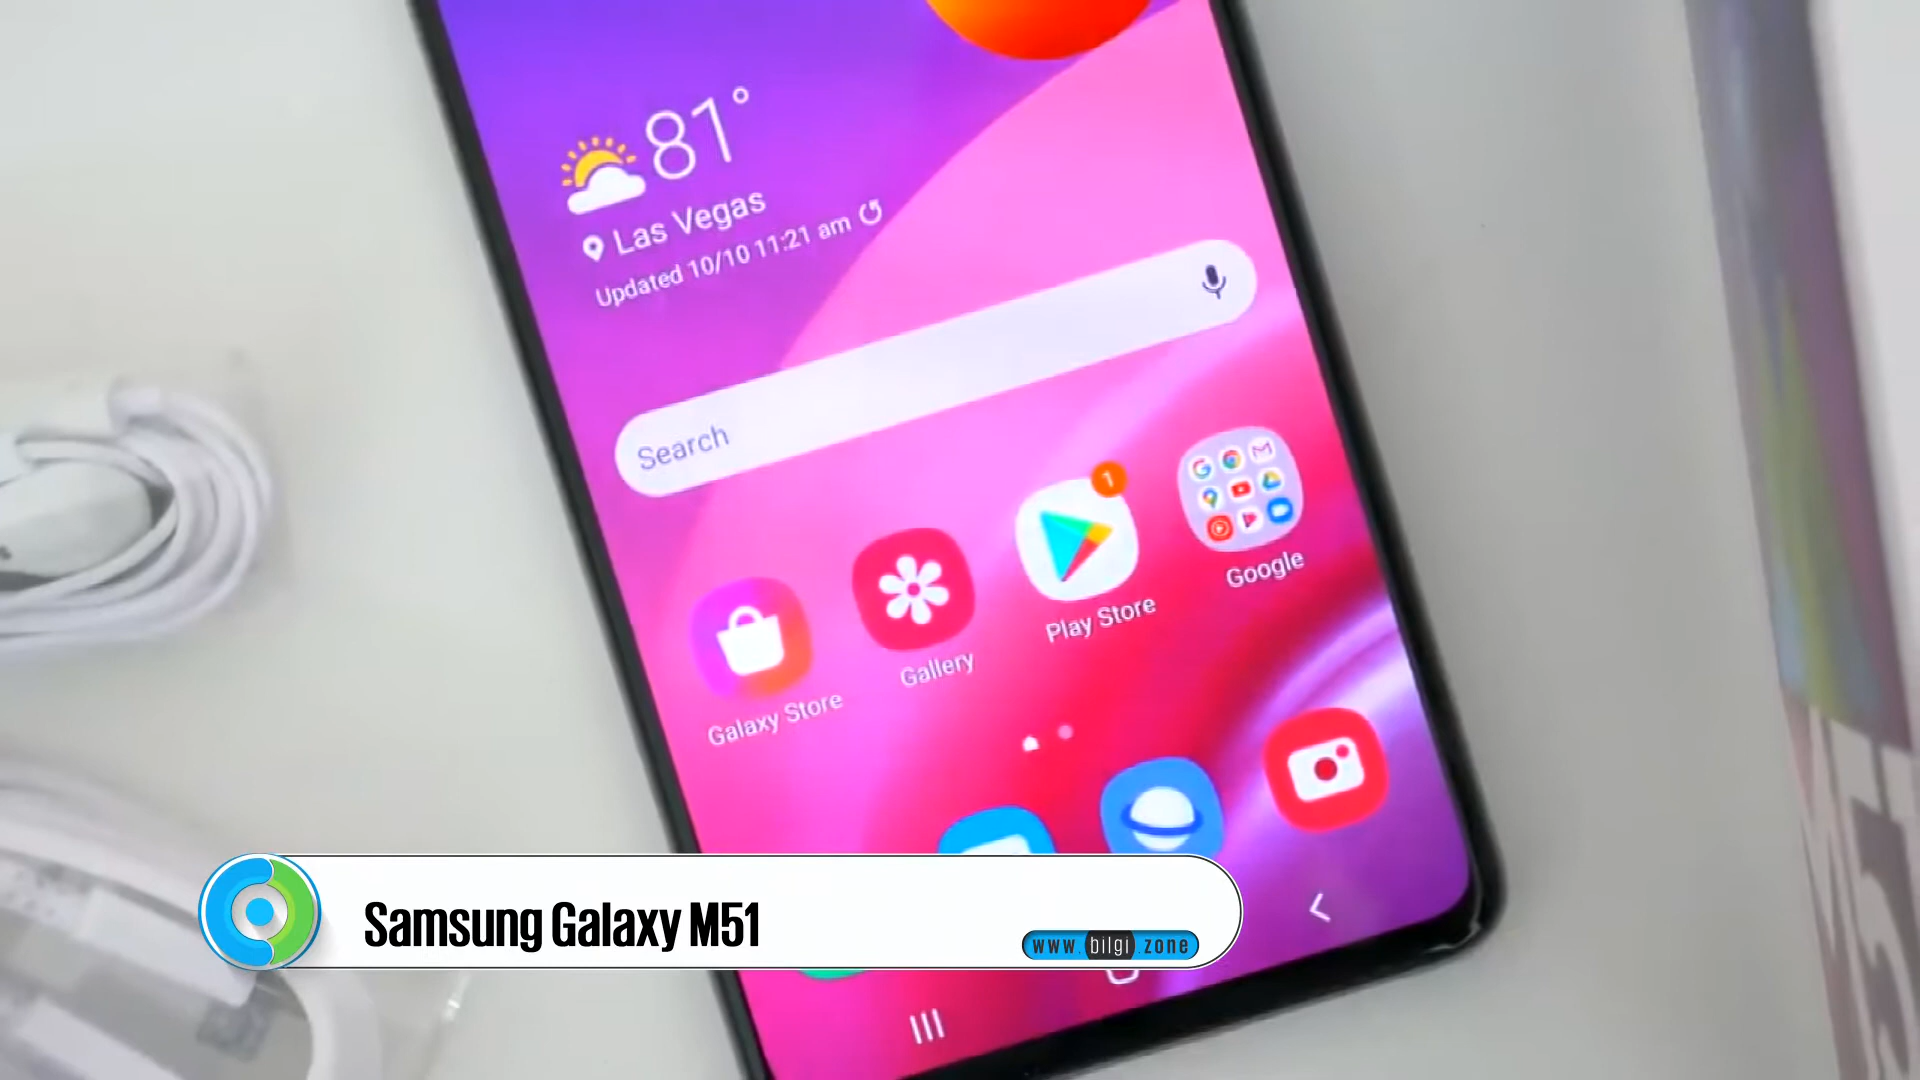 81°
Las Vegas
Updated 10/10 11:21 am
Search
1
Google
Play Store
Gallery
Galaxy Store
Samsung Galaxy M51
www.bilgi.zone